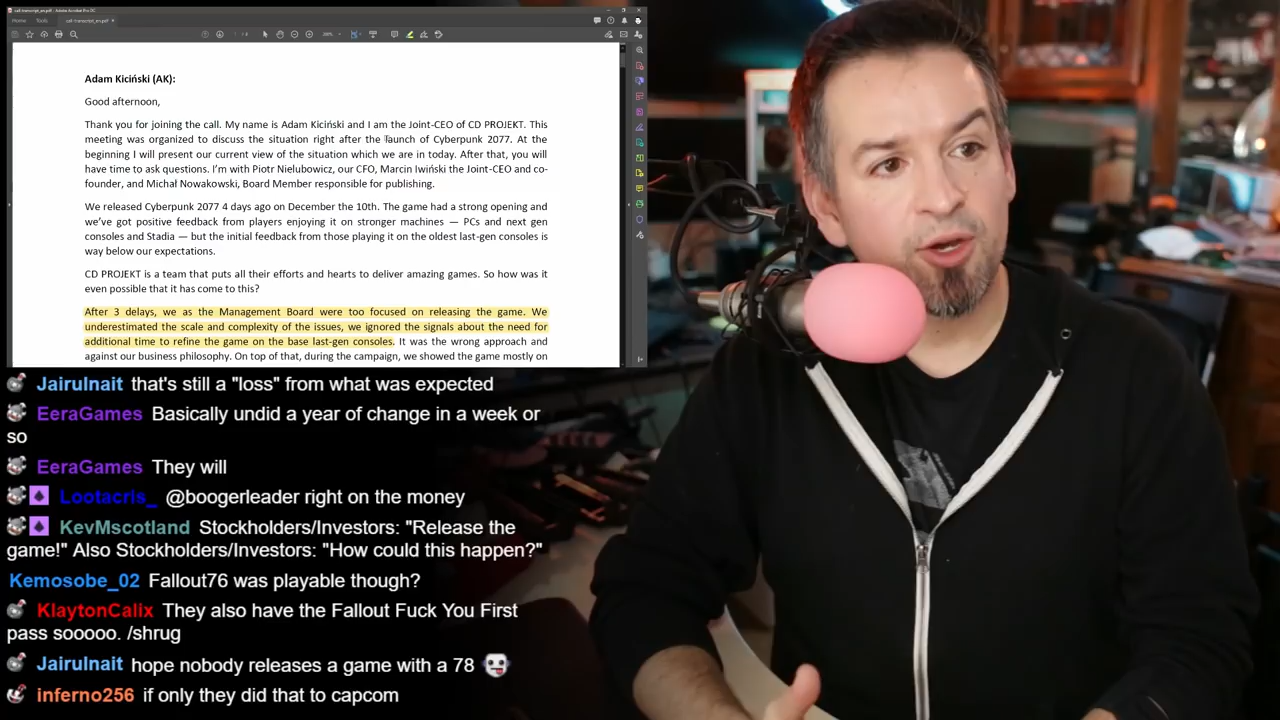 call-transcript_en.pdf - Adobe Acrobat Pro DC
Home Tools call-transcript_en.pdf
Adam Kiciński (AK):
Good afternoon,
Thank you for joining the call. My name is Adam Kiciński and I am the Joint-CEO of CD PROJEKT. This
meeting was organized to discuss the situation right after the launch of Cyberpunk 2077. At the
beginning I will present our current view of the situation which we are in today. After that, you will
have time to ask questions. I’m with Piotr Nielubowicz, our CFO, Marcin Iwiński the Joint-CEO and co-
founder, and Michał Nowakowski, Board Member responsible for publishing.
We released Cyberpunk 2077 4 days ago on December the 10th. The game had a strong opening and
we’ve got positive feedback from players enjoying it on stronger machines — PCs and next gen
consoles and Stadia — but the initial feedback from those playing it on the oldest last-gen consoles is
way below our expectations.
CD PROJEKT is a team that puts all their efforts and hearts to deliver amazing games. So how was it
even possible that it has come to this?
After 3 delays, we as the Management Board were too focused on releasing the game. We
underestimated the scale and complexity of the issues, we ignored the signals about the need for
additional time to refine the game on the base last-gen consoles. It was the wrong approach and
against our business philosophy. On top of that, during the campaign, we showed the game mostly on
JairuInait that's still a "loss" from what was expected
EeraGames Basically undid a year of change in a week or
so
EeraGames They will
Lootacris_ @boogerleader right on the money
KevMscotland Stockholders/Investors: "Release the
game!" Also Stockholders/Investors: "How could this happen?"
Kemosobe_02 Fallout76 was playable though?
KlaytonCalix They also have the Fallout Fuck You First
pass sooooo. /shrug
JairuInait hope nobody releases a game with a 78
inferno256 if only they did that to capcom